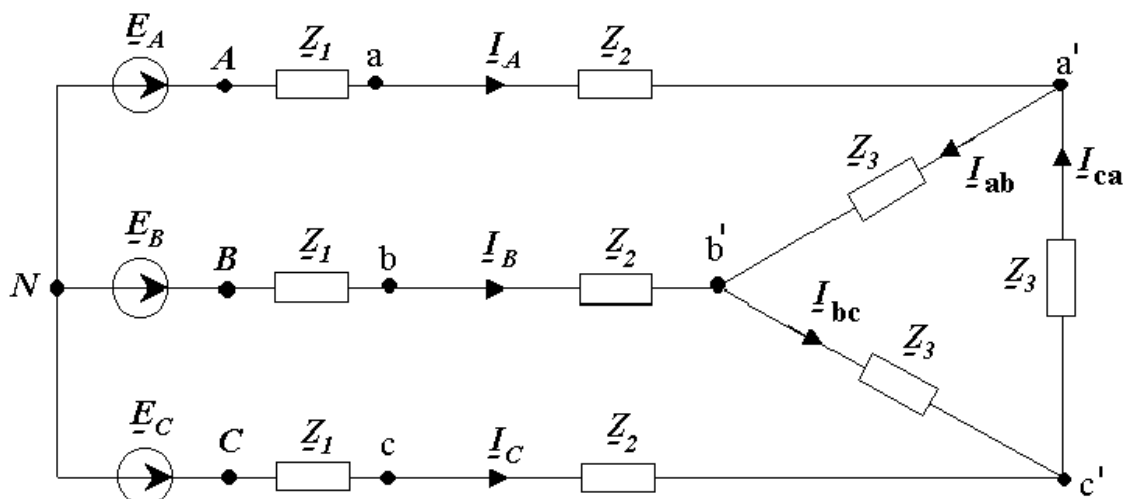 E_A A Z_1 a I_A Z_2 a'
Z_3 I_ab I_ca
E_B B Z_1 b I_B Z_2 b'
N Z_3
I_bc Z_3
E_C C Z_1 c I_C Z_2 c'